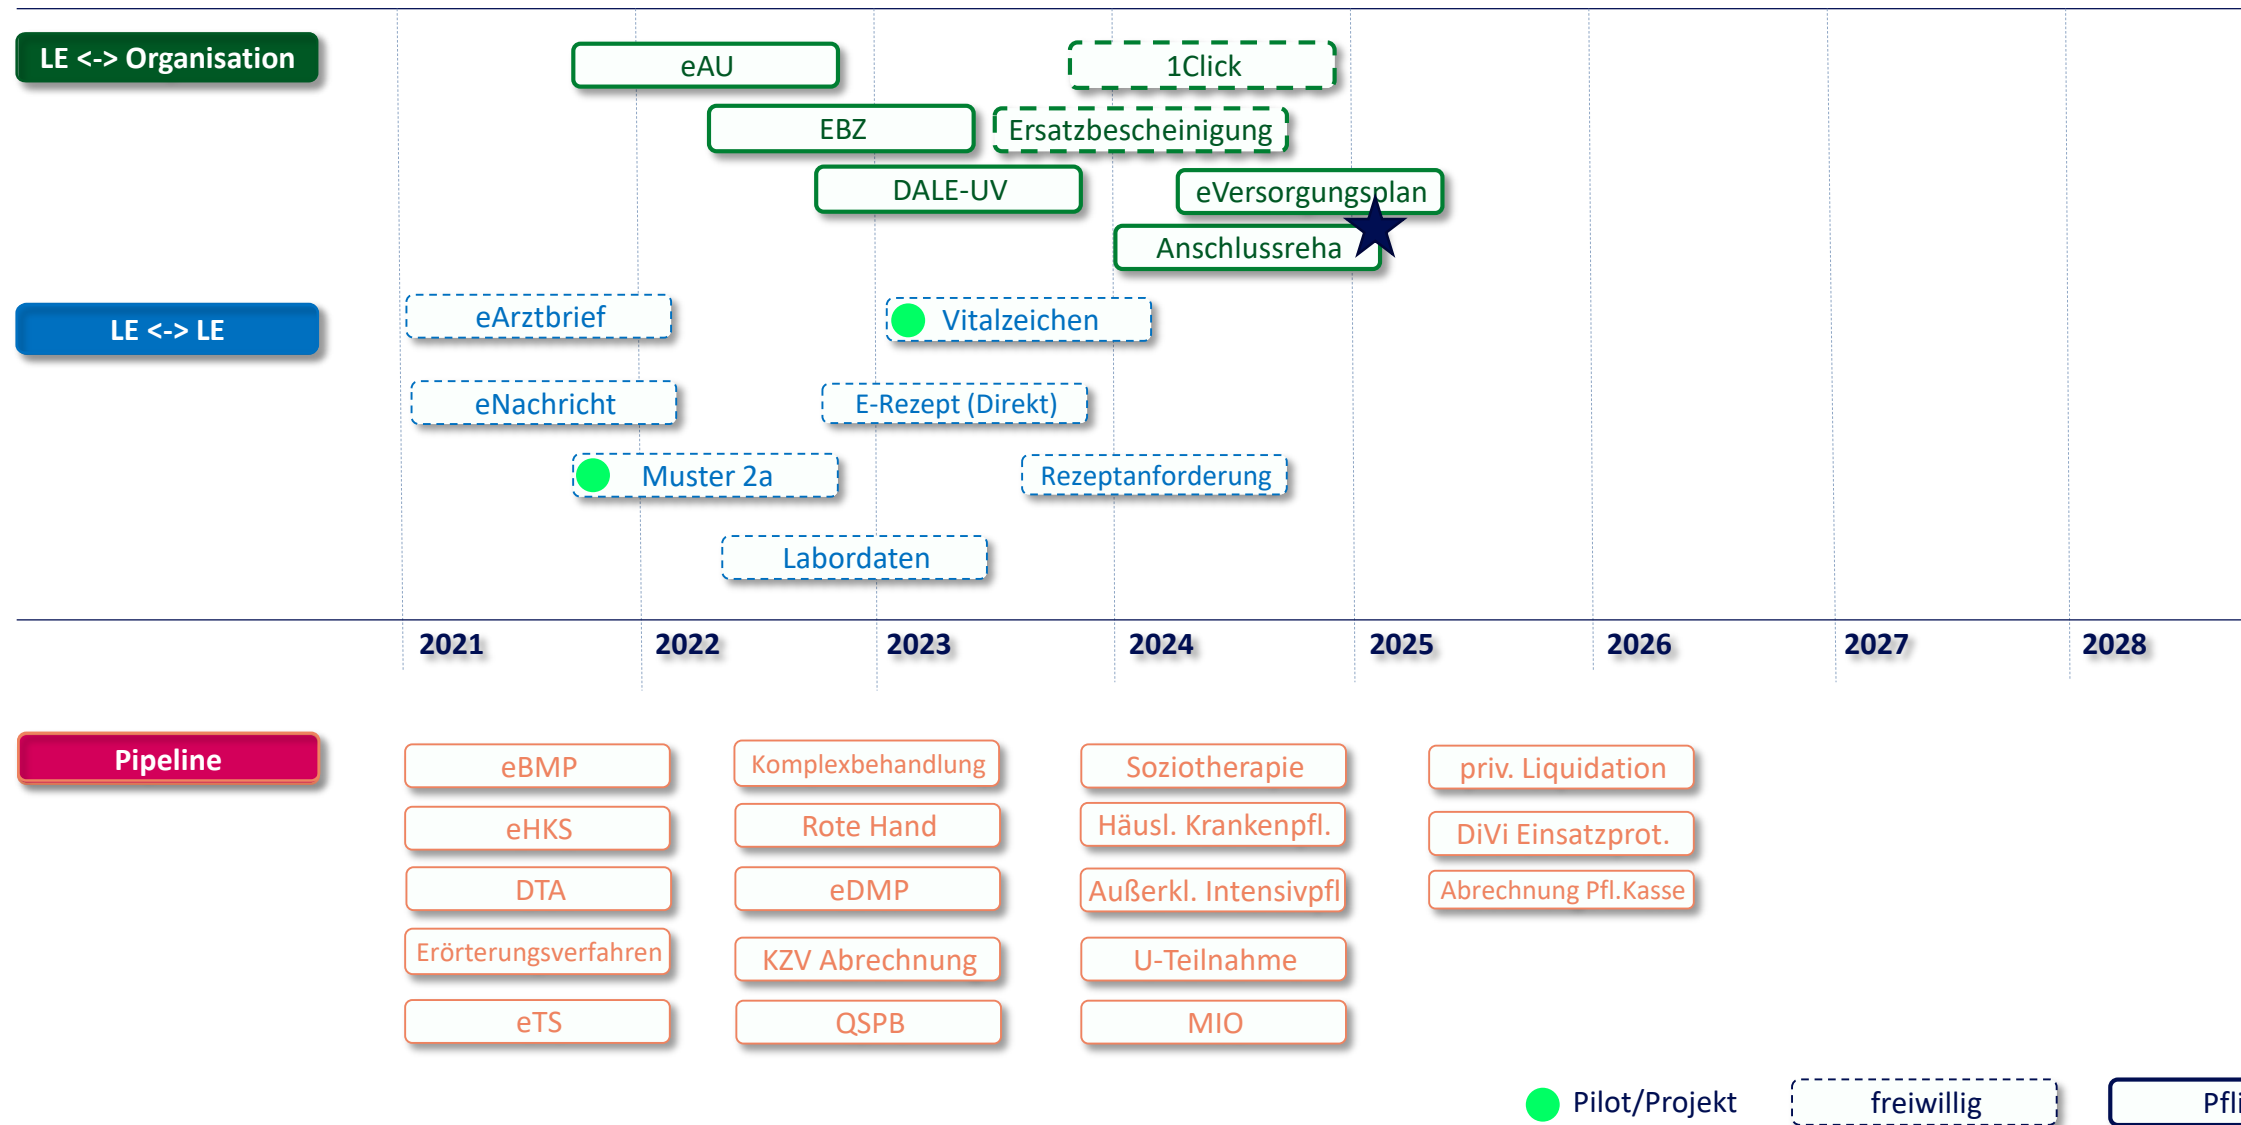 LE <-> Organisation
eAU
1Click
EBZ
Ersatzbescheinigung
DALE-UV
eVersorgungsplan
Anschlussreha
LE <-> LE
eArztbrief
Vitalzeichen
eNachricht
E-Rezept (Direkt)
Muster 2a
Rezeptanforderung
Labordaten
2021
2022
2023
2024
2025
2026
2027
2028
Pipeline
eBMP
Komplexbehandlung
Soziotherapie
priv. Liquidation
eHKS
Rote Hand
Häusl. Krankenpfl.
DiVi Einsatzprot.
DTA
eDMP
Außerkl. Intensivpfl
Abrechnung Pfl.Kasse
Erörterungsverfahren
KZV Abrechnung
U-Teilnahme
eTS
QSPB
MIO
Pilot/Projekt
freiwillig